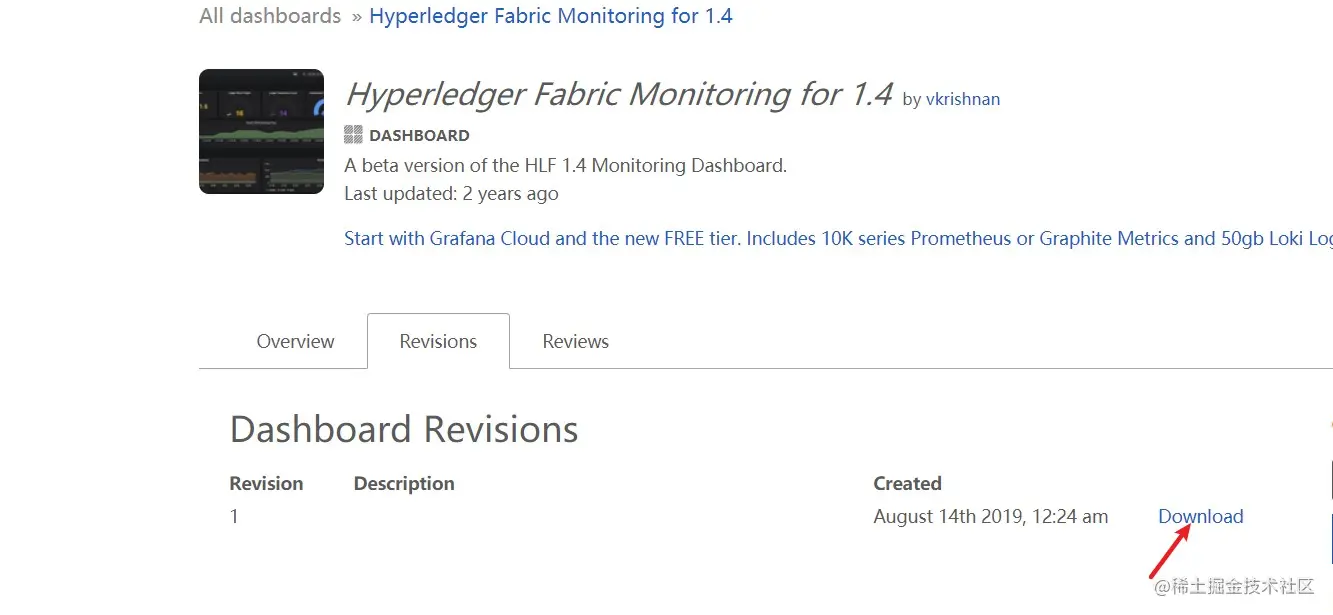 All dashboards » Hyperledger Fabric Monitoring for 1.4
Hyperledger Fabric Monitoring for 1.4 by vkrishnan
DASHBOARD
A beta version of the HLF 1.4 Monitoring Dashboard.
Last updated: 2 years ago
Start with Grafana Cloud and the new FREE tier. Includes 10K series Prometheus or Graphite Metrics and 50gb Loki
Overview Revisions Reviews
Dashboard Revisions
Revision Description Created
1 August 14th 2019, 12:24 am Download
@稀土掘金技术社区